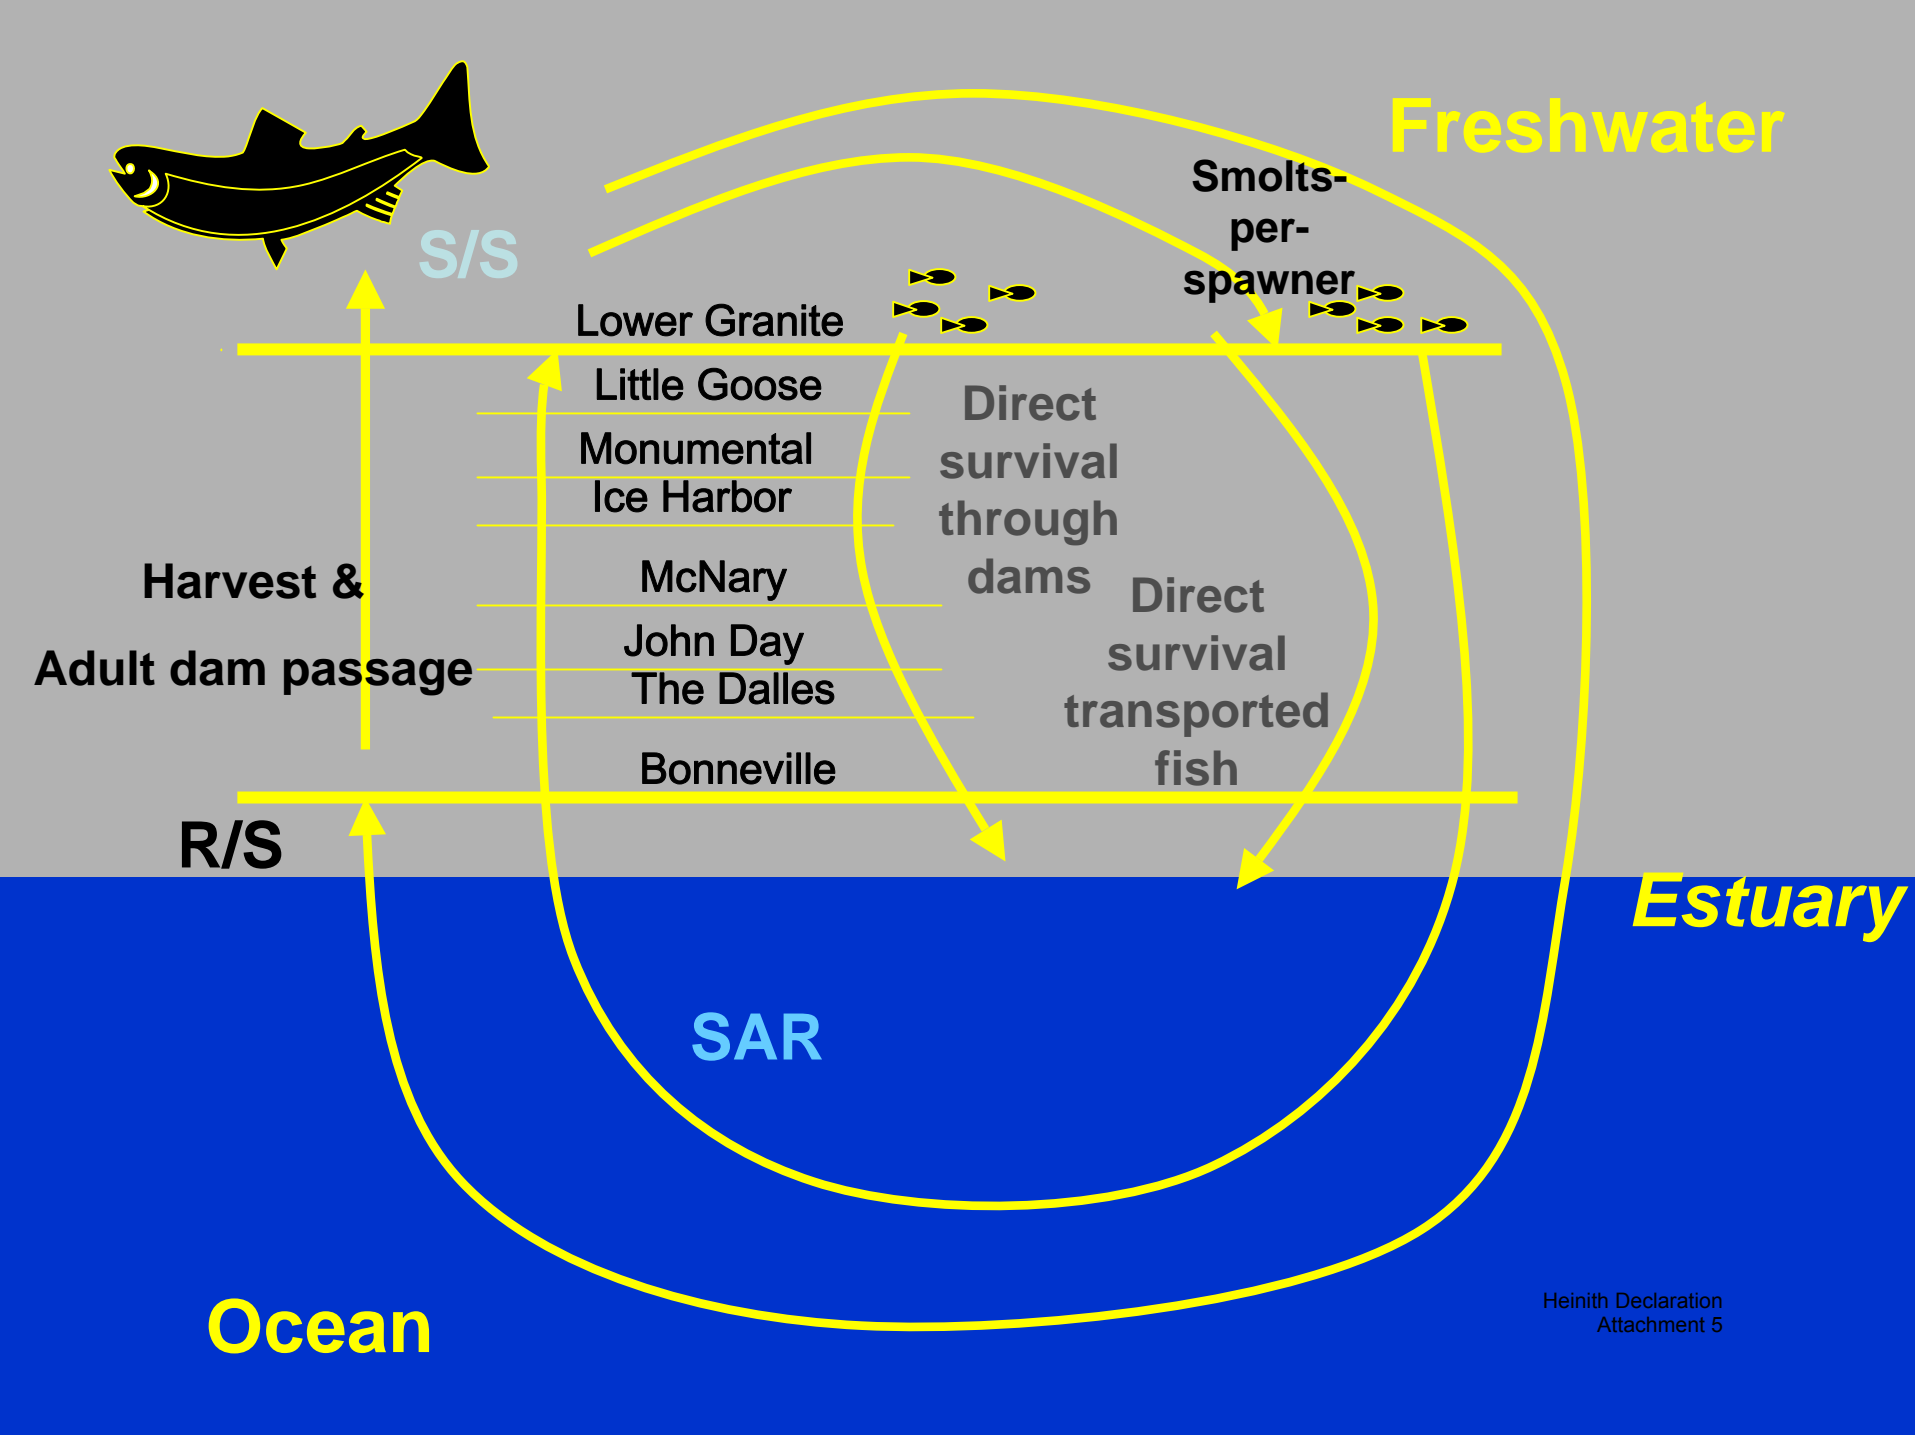 Freshwater
Smolts-
per-
spawner
S/S
Lower Granite
Little Goose
Monumental
Ice Harbor
McNary
John Day
The Dalles
Bonneville
Direct
survival
through
dams
Direct
survival
transported
fish
Harvest &
Adult dam passage
R/S
Estuary
SAR
Ocean
Heinith Declaration
Attachment 5